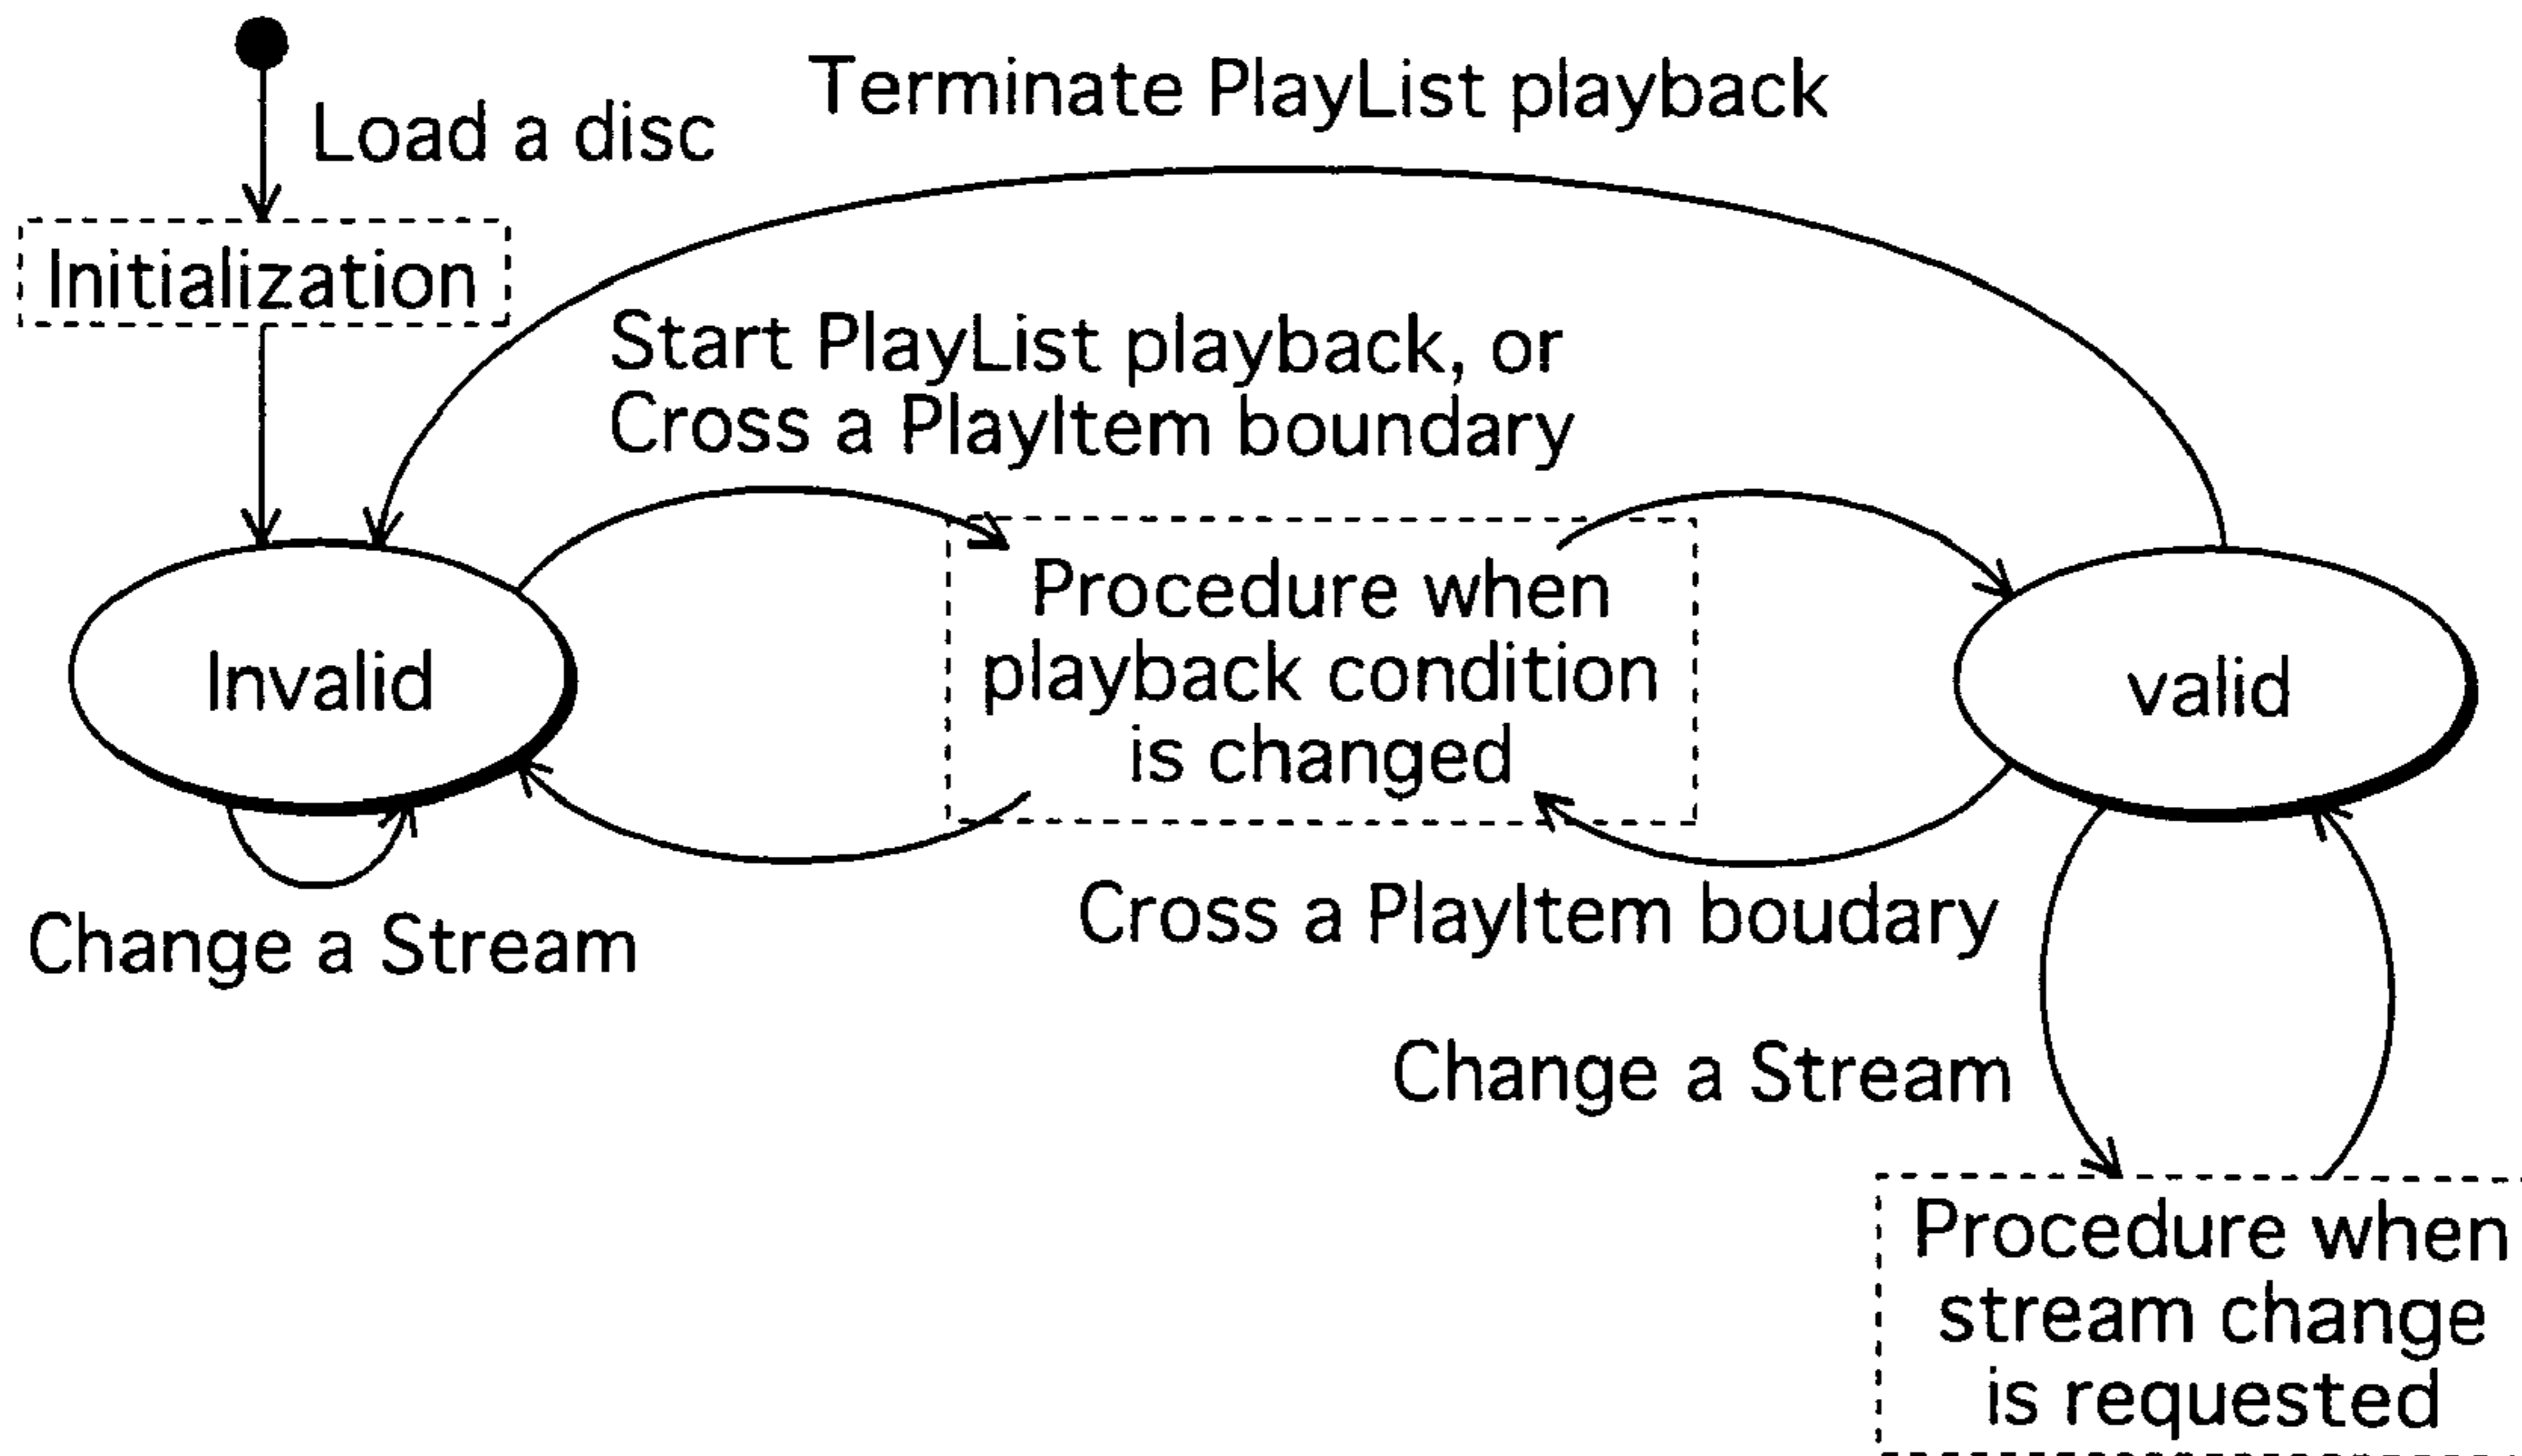 Load a disc
Terminate PlayList playback
Initialization
Start PlayList playback, or
Cross a PlayItem boundary
Procedure when
playback condition
is changed
Invalid
valid
Change a Stream
Cross a PlayItem boudary
Change a Stream
Procedure when
stream change
is requested